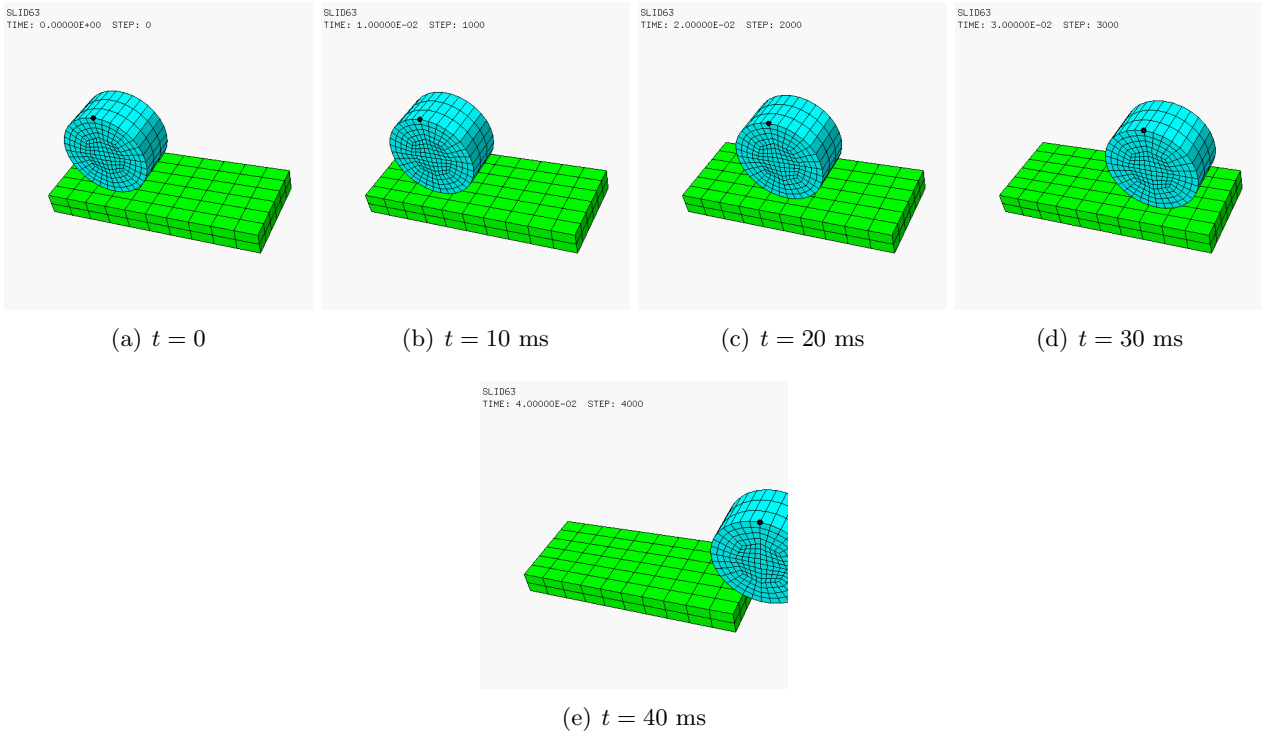 SLID63
TIME: 0.00000E+00 STEP: 0
SLID63
TIME: 1.00000E-02 STEP: 1000
SLID63
TIME: 2.00000E-02 STEP: 2000
SLID63
TIME: 3.00000E-02 STEP: 3000
(a) t = 0
(b) t = 10 ms
(c) t = 20 ms
(d) t = 30 ms
SLID63
TIME: 4.00000E-02 STEP: 4000
(e) t = 40 ms